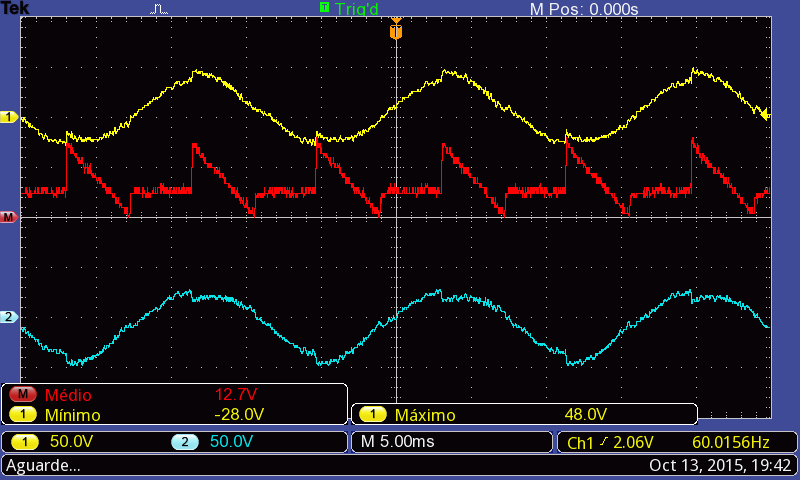 Tek T Trig'd M Pos: 0.000s
T
1
M
2
M Médio 12.7V
1 Mínimo -28.0V 1 Máximo 48.0V
1 50.0V 2 50.0V M 5.00ms Ch1 2.06V 60.0156Hz
Aguarde... Oct 13, 2015, 19:42